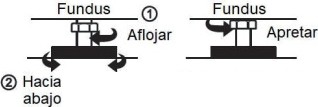 Fundus ①
Aflojar
② Hacia
abajo
Fundus
Apretar